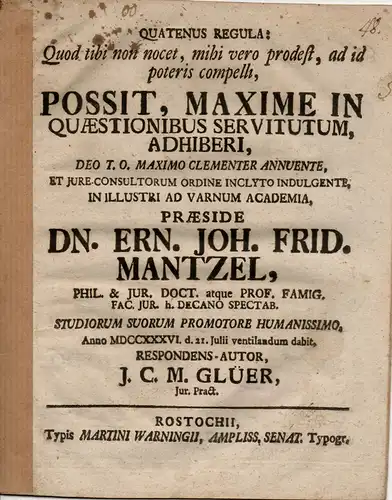 QUATENUS REGULA:
Quod tibi non nocet, mihi vero prodest, ad id
poteris compelli,
POSSIT, MAXIME IN
QUÆSTIONIBUS SERVITUTUM,
ADHIBERI,
DEO T. O. MAXIMO CLEMENTER ANNUENTE,
ET JURE-CONSULTORUM ORDINE INCLYTO INDULGENTE,
IN ILLUSTRI AD VARNUM ACADEMIA,
PRÆSIDE
DN. ERN. JOH. FRID.
MANTZEL,
PHIL. & JUR. DOCT. atque PROF. FAMIG.
FAC. JUR. h. DECANO SPECTAB.
STUDIORUM SUORUM PROMOTORE HUMANISSIMO,
Anno MDCCXXXVI. d. 21. Julii ventilandum dabit,
RESPONDENS-AUTOR,
J. C. M. GLÜER,
Jur. Pract.
ROSTOCHII,
Typis MARTINI WARNINGII, AMPLISS, SENAT. Typogr.